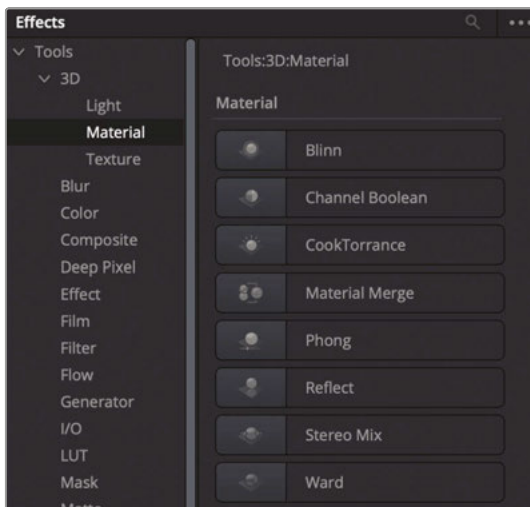 Effects
Tools
3D
Light
Material
Texture
Blur
Color
Composite
Deep Pixel
Effect
Film
Filter
Flow
Generator
I/O
LUT
Mask
Matte
Tools:3D:Material
Material
Blinn
Channel Boolean
CookTorrance
Material Merge
Phong
Reflect
Stereo Mix
Ward